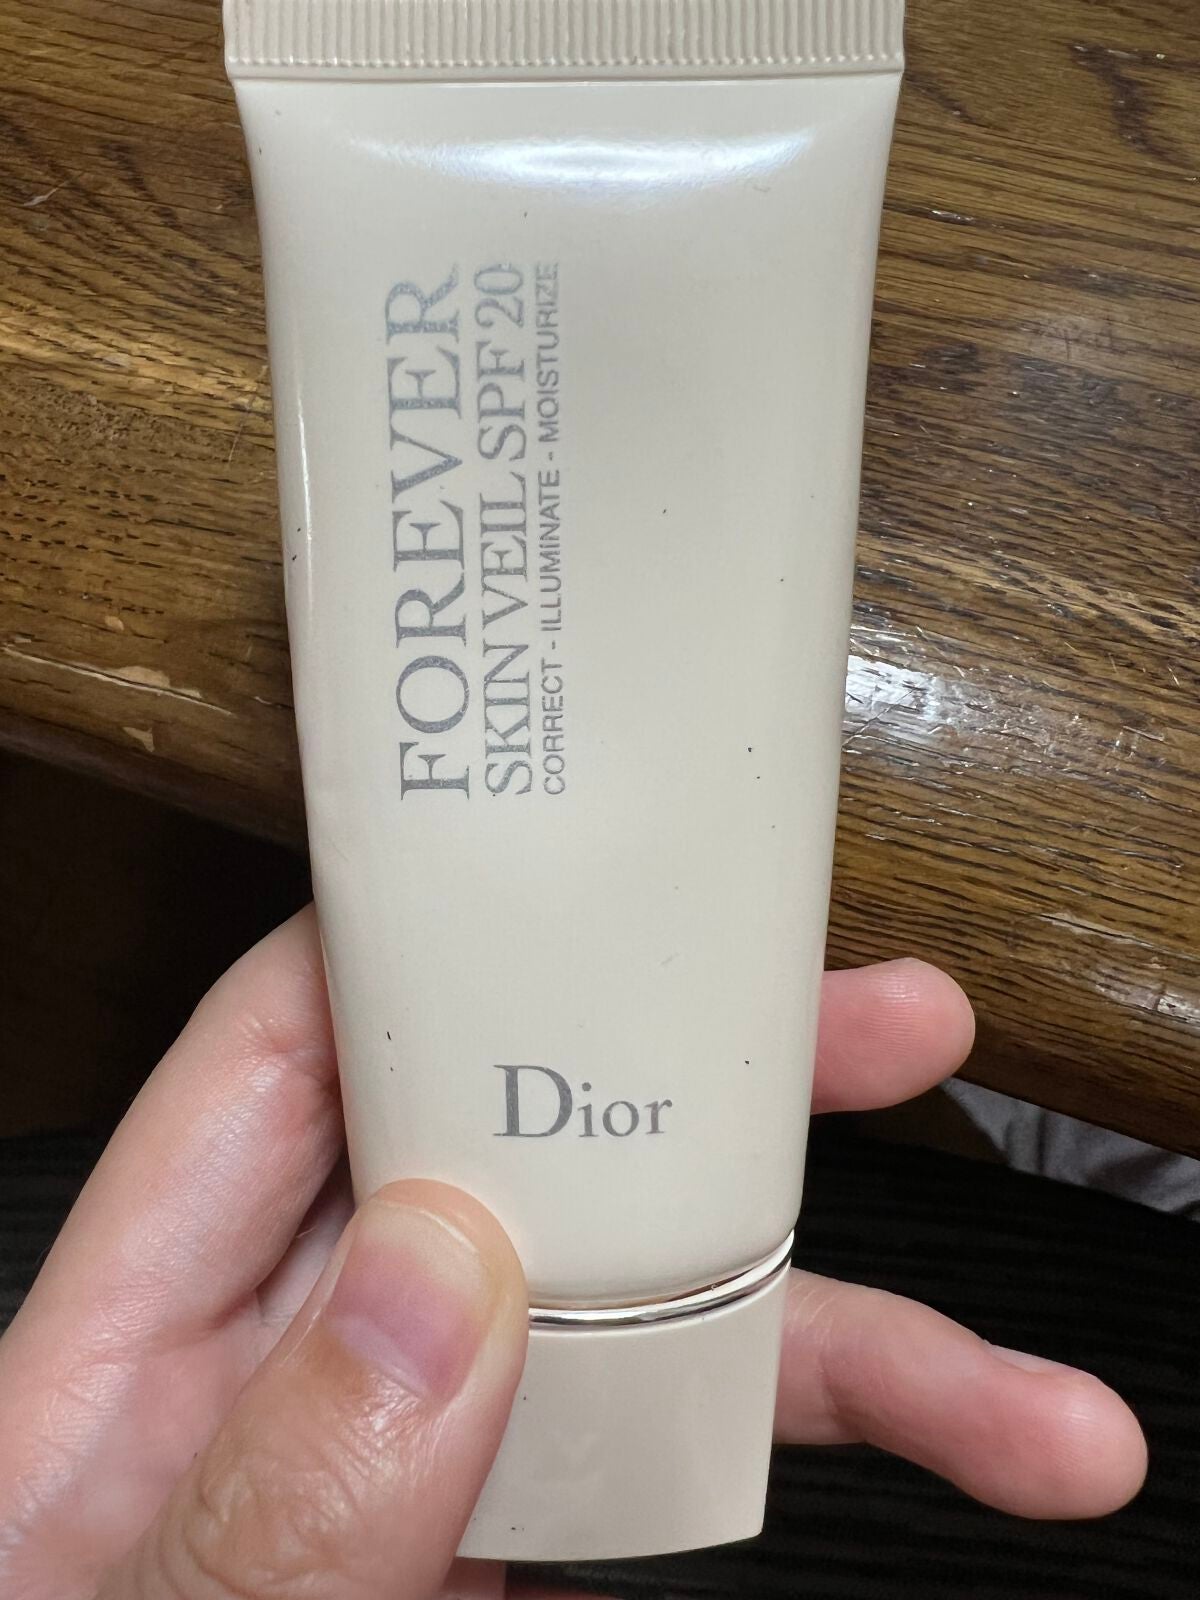 FOREVER
SKIN VEIL SPF 20
CORRECT - ILLUMINATE - MOISTURIZE
Dior